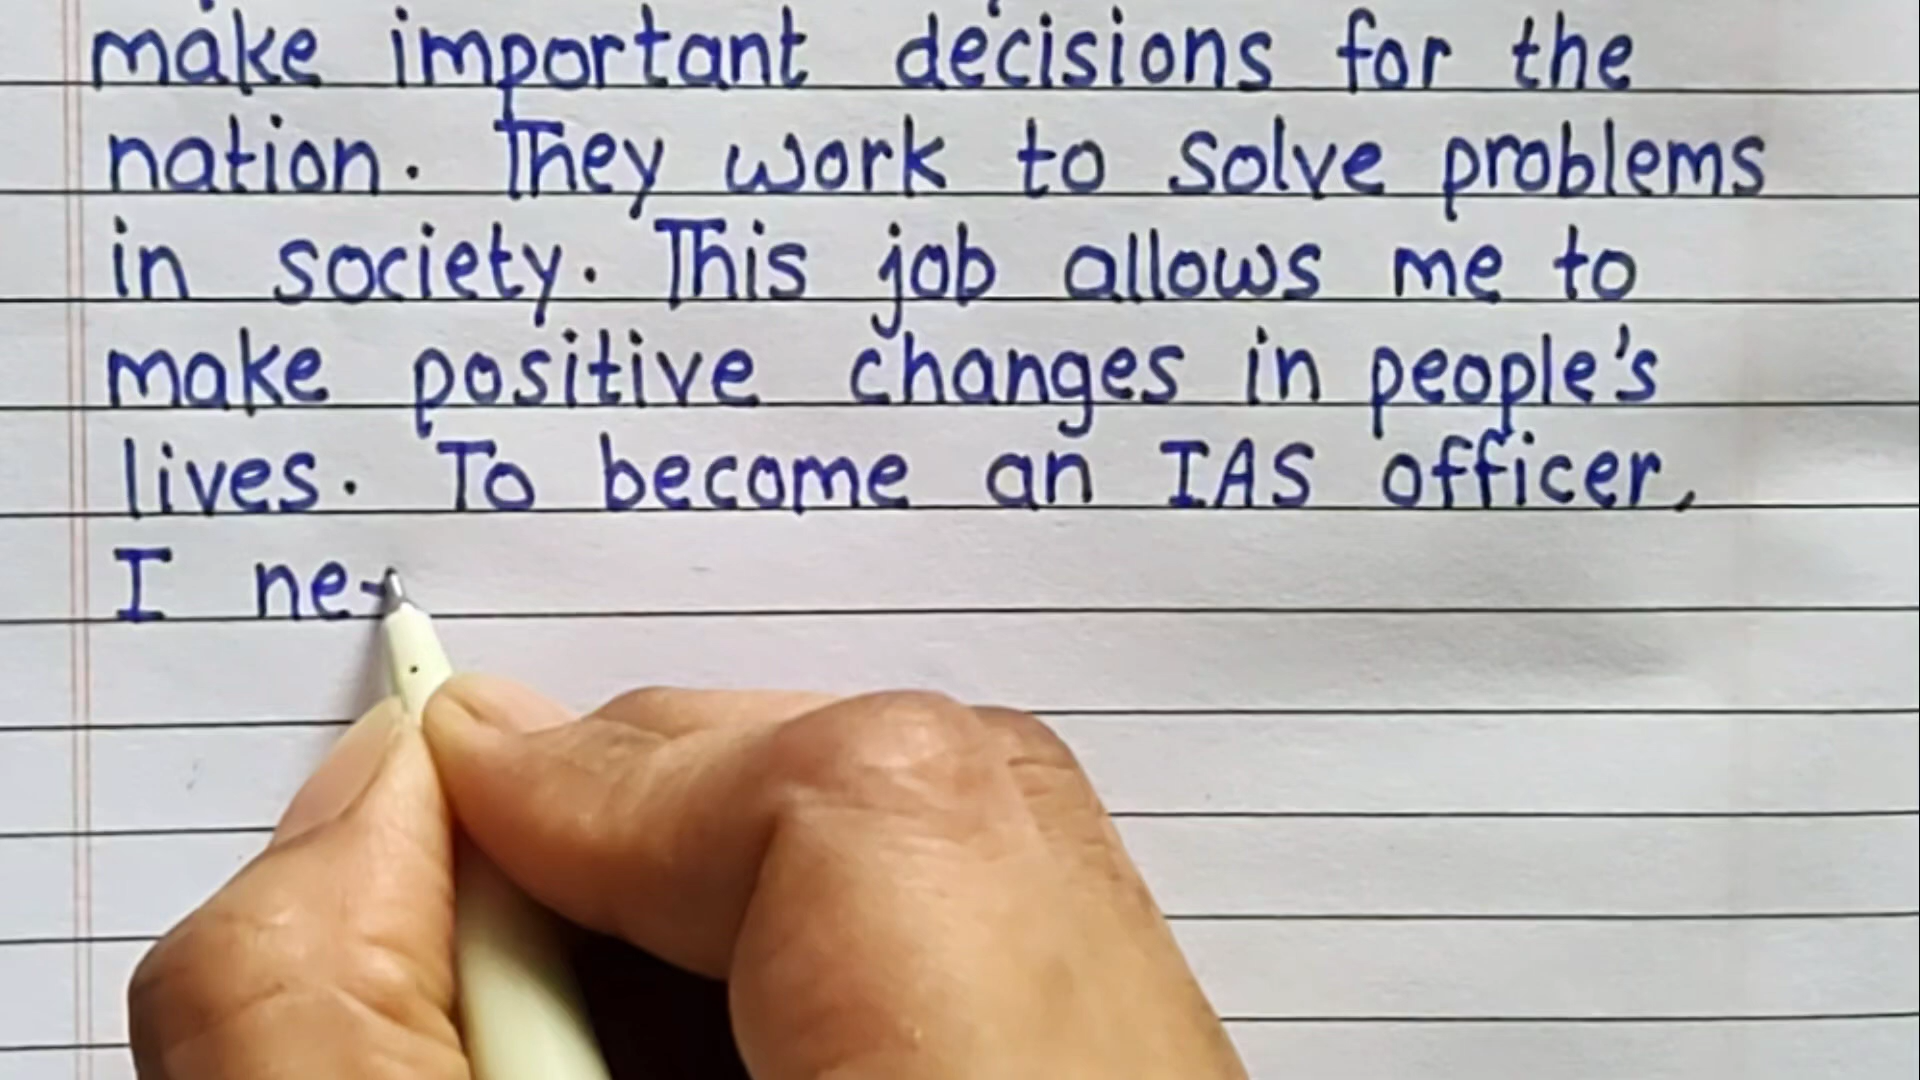 make important decisions for the
nation. They work to solve problems
in society. This job allows me to
make positive changes in people's
lives. To become an IAS officer,
I ne